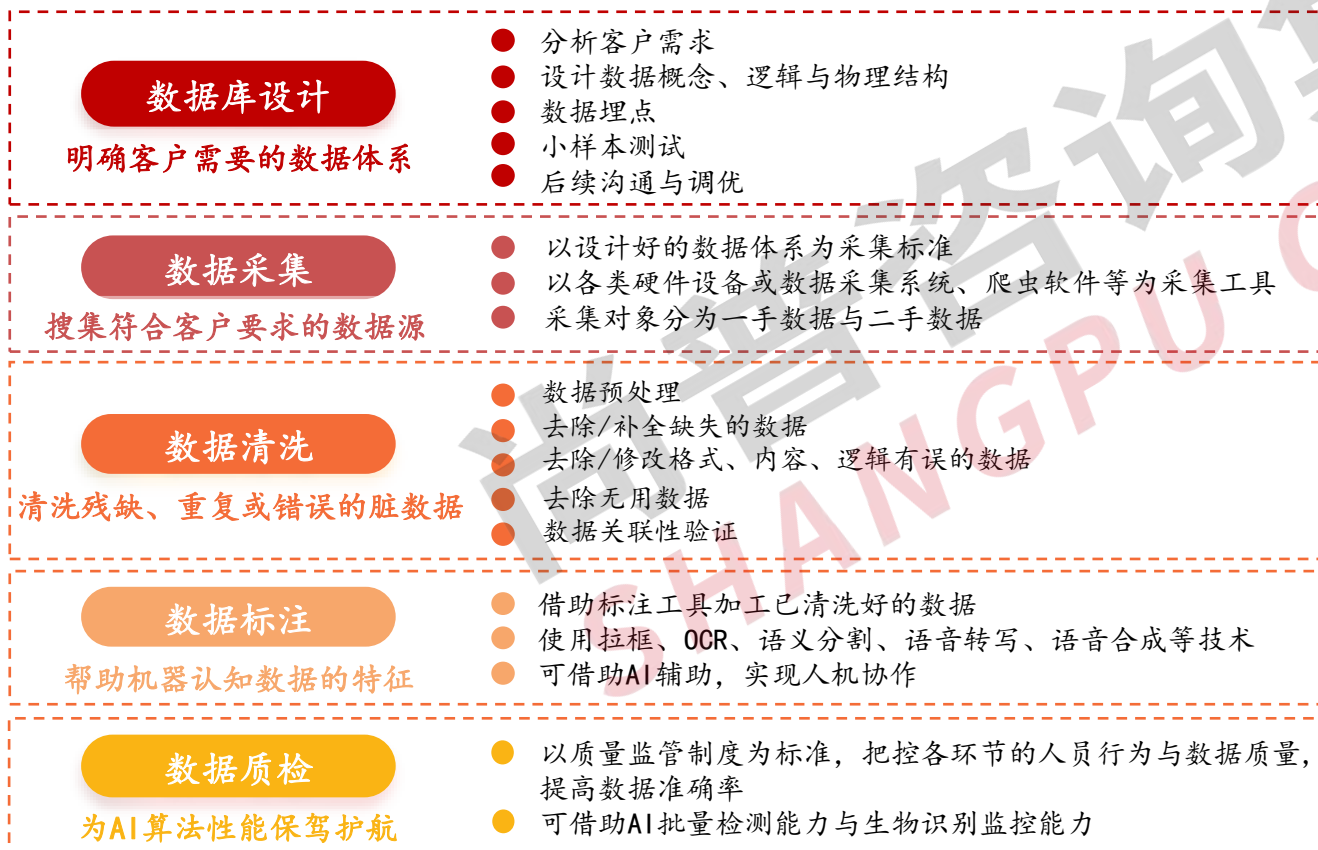 数据库设计
明确客户需要的数据体系
分析客户需求
设计数据概念、逻辑与物理结构
数据埋点
小样本测试
后续沟通与调优
数据采集
搜集符合客户要求的数据源
以设计好的数据体系为采集标准
以各类硬件设备或数据采集系统、爬虫软件等为采集工具
采集对象分为一手数据与二手数据
数据清洗
清洗残缺、重复或错误的脏数据
数据预处理
去除/补全缺失的数据
去除/修改格式、内容、逻辑有误的数据
去除无用数据
数据关联性验证
数据标注
帮助机器认知数据的特征
借助标注工具加工已清洗好的数据
使用拉框、OCR、语义分割、语音转写、语音合成等技术
可借助AI辅助，实现人机协作
数据质检
为AI算法性能保驾护航
以质量监管制度为标准，把控各环节的人员行为与数据质量，
提高数据准确率
可借助AI批量检测能力与生物识别监控能力
尚普咨询集
SHANGPU C